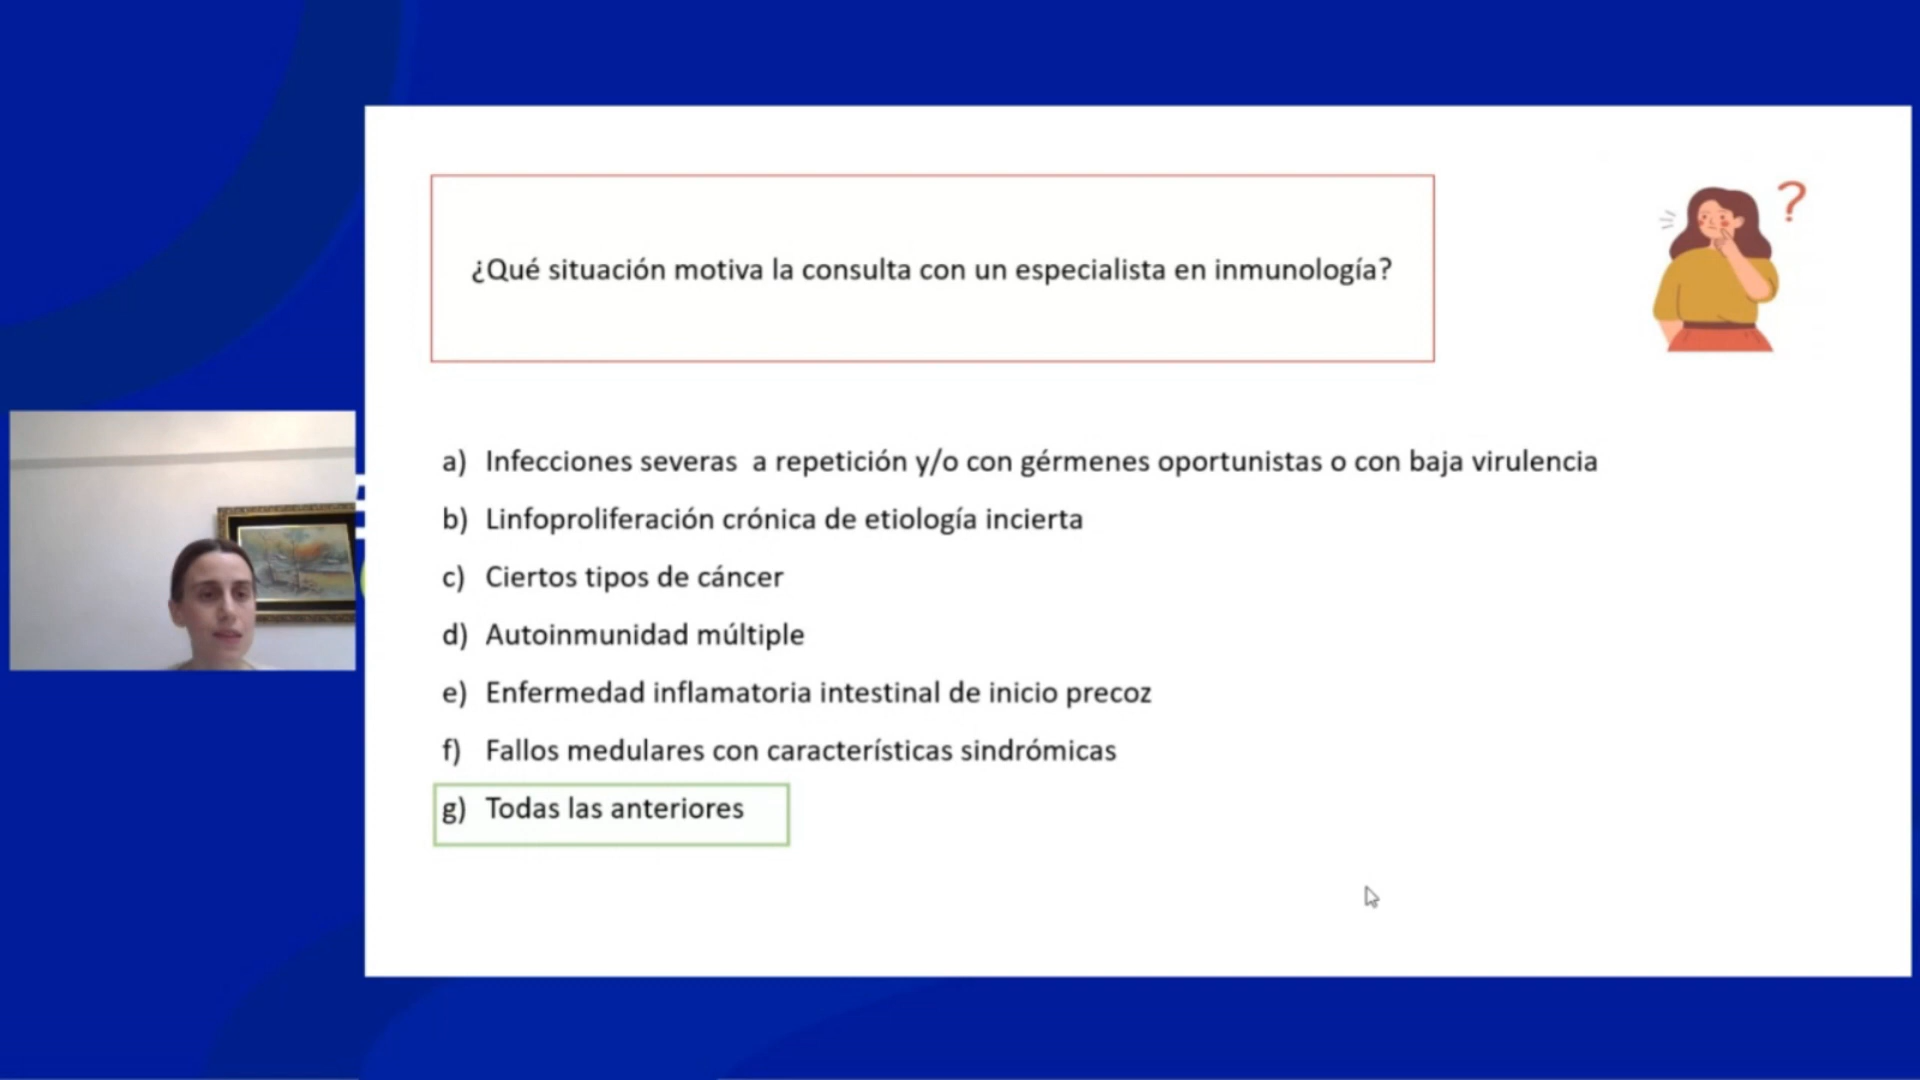 ¿Qué situación motiva la consulta con un especialista en inmunología?
?
a) Infecciones severas a repetición y/o con gérmenes oportunistas o con baja virulencia
b) Linfoproliferación crónica de etiología incierta
c) Ciertos tipos de cáncer
d) Autoinmunidad múltiple
e) Enfermedad inflamatoria intestinal de inicio precoz
f) Fallos medulares con características sindrómicas
g) Todas las anteriores